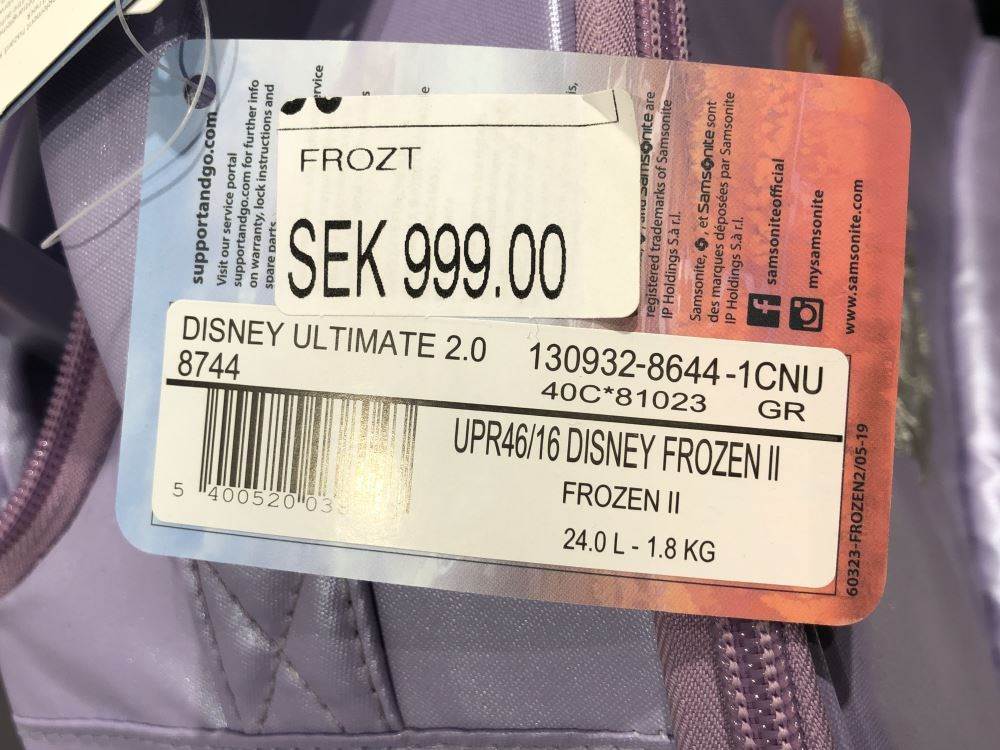 supportandgo.com
Visit our service portal
supportandgo.com for further info
on warranty, lock instructions and
spare parts
FROZT
SEK 999.00
registered trademarks of Samsonite
IP Holdings S.à r.l.
Samsonite, et Samsonite sont
des marques déposées par Samsonite
IP Holdings S.à r.l.
samsoniteofficial
mysamsonite
www.samsonite.com
DISNEY ULTIMATE 2.0 130932-8644-1CNU
8744 40C*81023 GR
UPR46/16 DISNEY FROZEN II
FROZEN II
24.0 L - 1.8 KG
5 400520 03
60323-FROZEN2/05-19